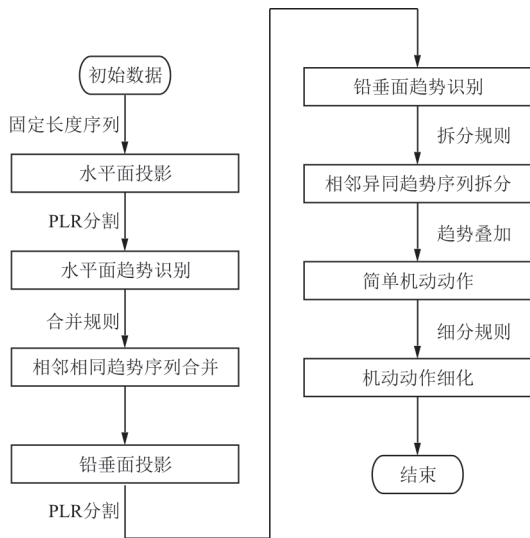 初始数据
固定长度序列
水平面投影
PLR分割
水平面趋势识别
合并规则
相邻相同趋势序列合并
铅垂面投影
PLR分割
铅垂面趋势识别
拆分规则
相邻异同趋势序列拆分
趋势叠加
简单机动动作
细分规则
机动动作细化
结束